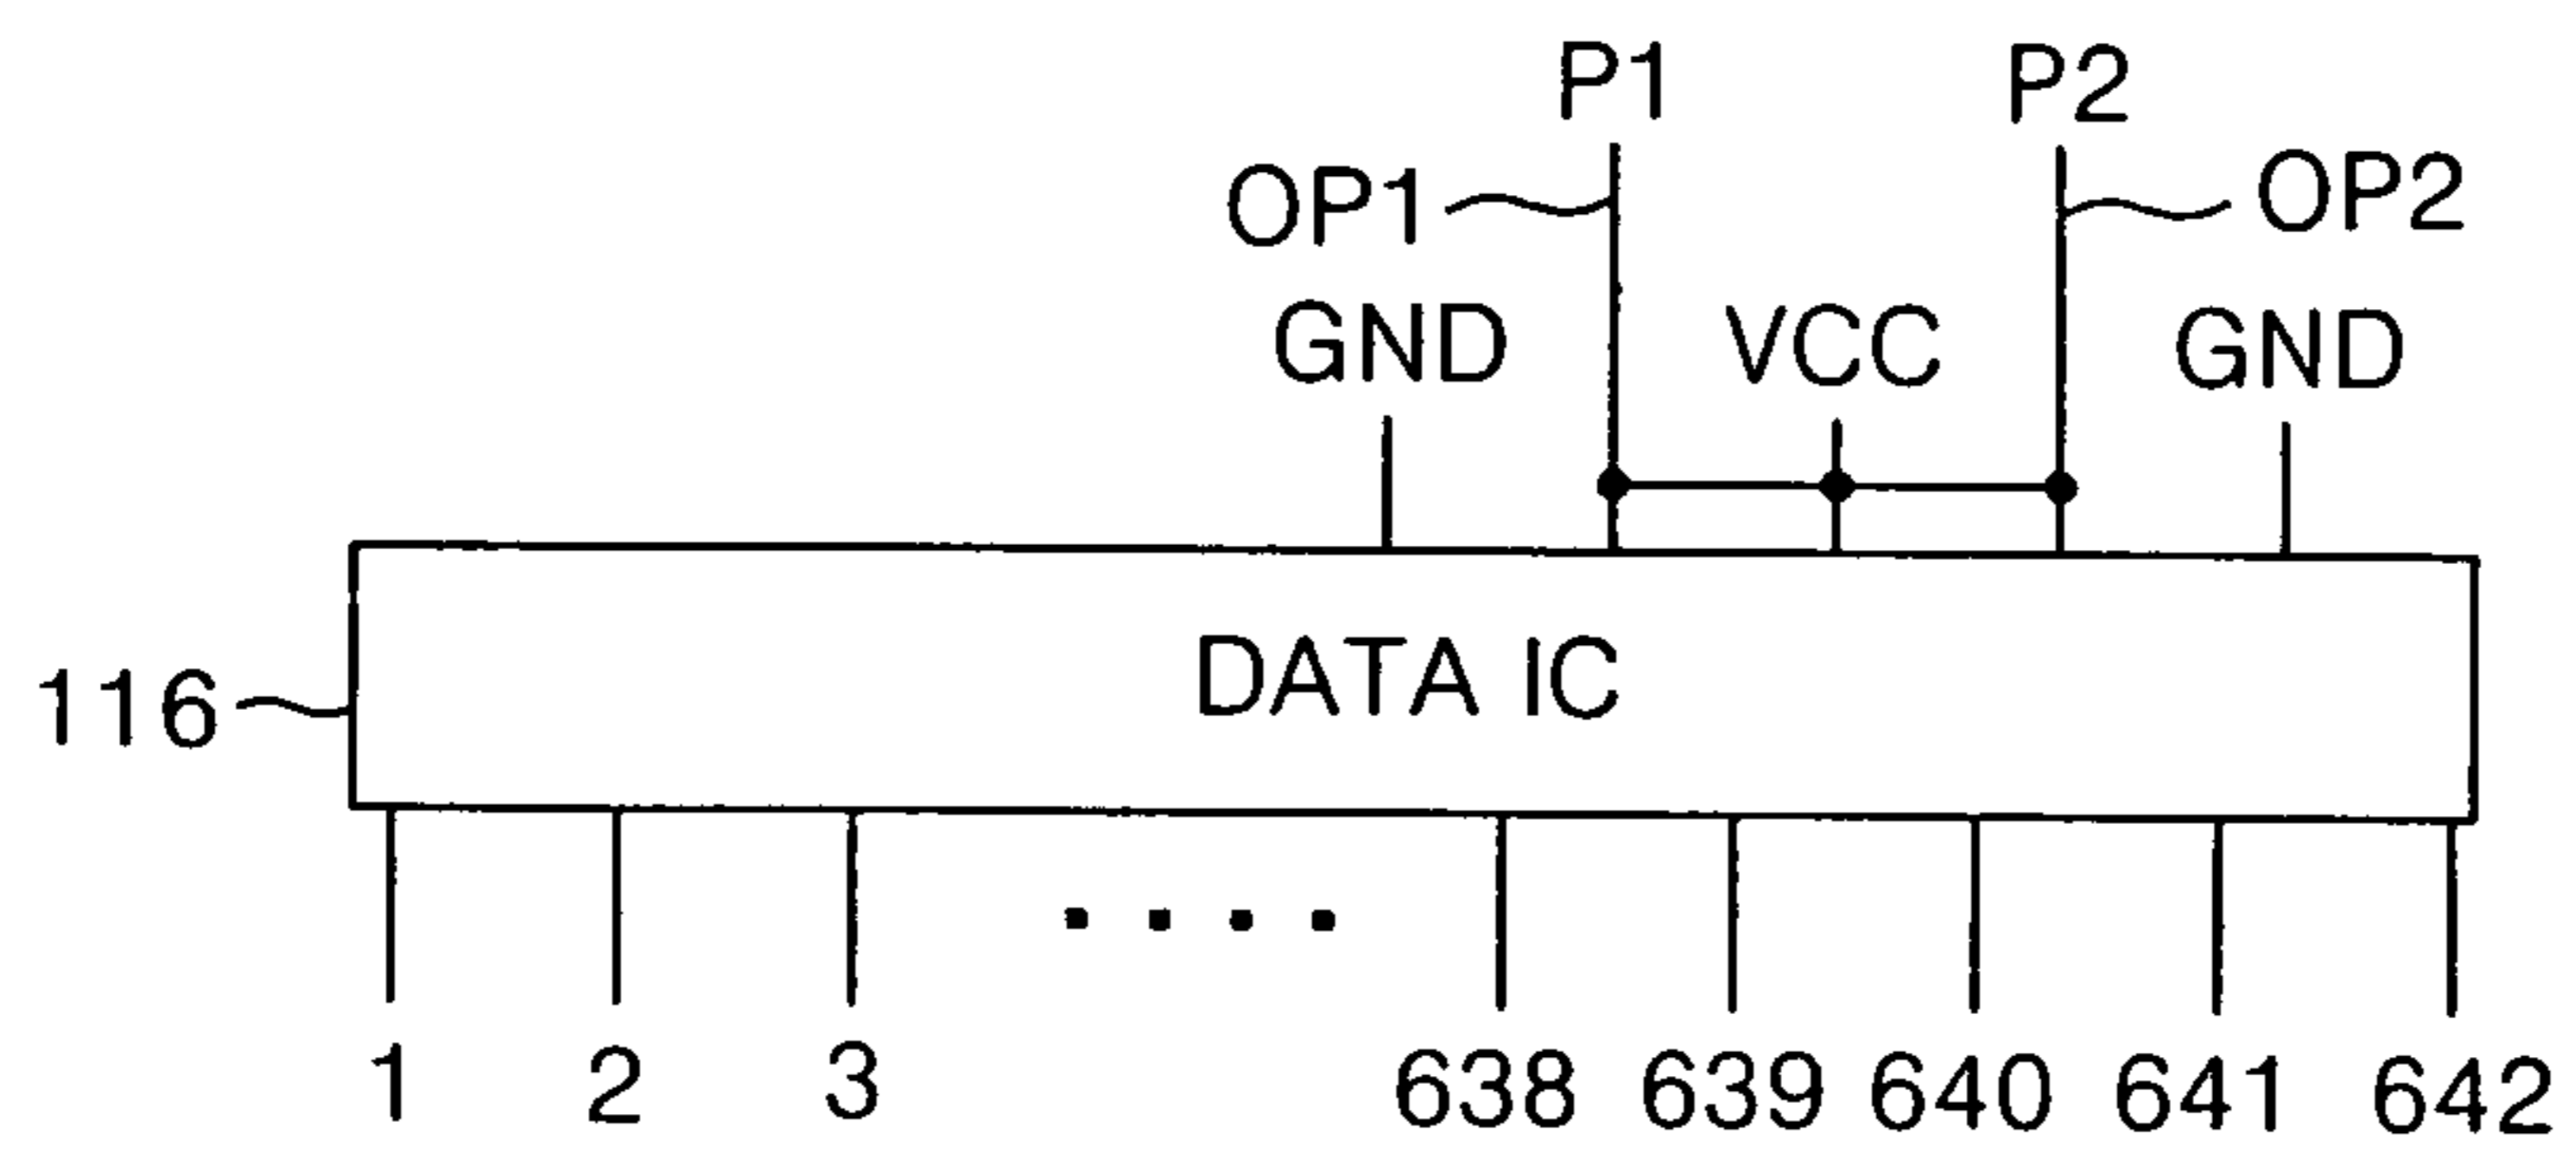 P1 P2
OP1 OP2
GND VCC GND
DATA IC
116
1 2 3 638 639 640 641 642